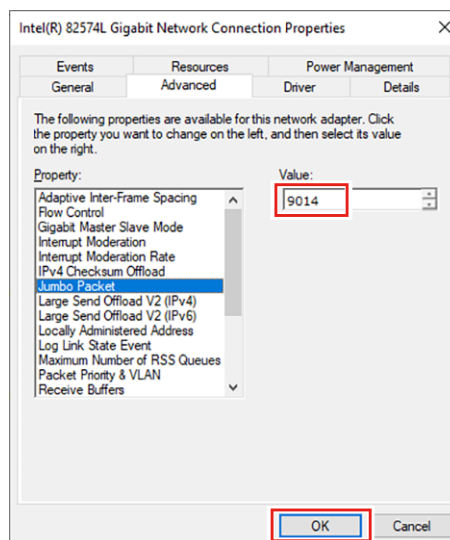 Intel(R) 82574L Gigabit Network Connection Properties
Events Resources Power Management
General Advanced Driver Details
The following properties are available for this network adapter. Click
the property you want to change on the left, and then select its value
on the right.
Property:
Value:
9014
Adaptive Inter-Frame Spacing
Flow Control
Gigabit Master Slave Mode
Interrupt Moderation
Interrupt Moderation Rate
IPv4 Checksum Offload
Jumbo Packet
Large Send Offload V2 (IPv4)
Large Send Offload V2 (IPv6)
Locally Administered Address
Log Link State Event
Maximum Number of RSS Queues
Packet Priority & VLAN
Receive Buffers
OK Cancel